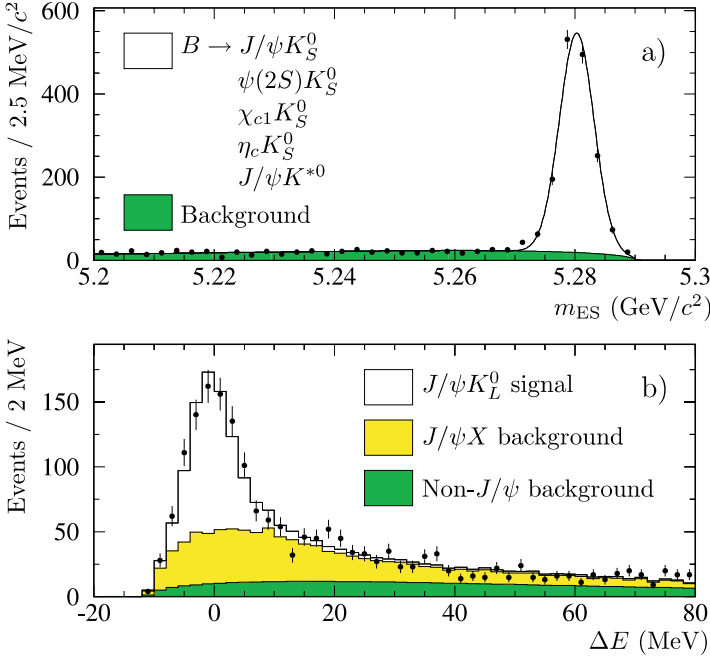 Events / 2.5 MeV/c²
600
400
200
0
B → J/ψK⁰_S
ψ(2S)K⁰_S
χ_c1K⁰_S
η_cK⁰_S
J/ψK*⁰
Background
a)
5.2 5.22 5.24 5.26 5.28 5.3
m_ES (GeV/c²)
Events / 2 MeV
150
100
50
0
J/ψK⁰_L signal
b)
J/ψX background
Non-J/ψ background
-20 0 20 40 60 80
ΔE (MeV)